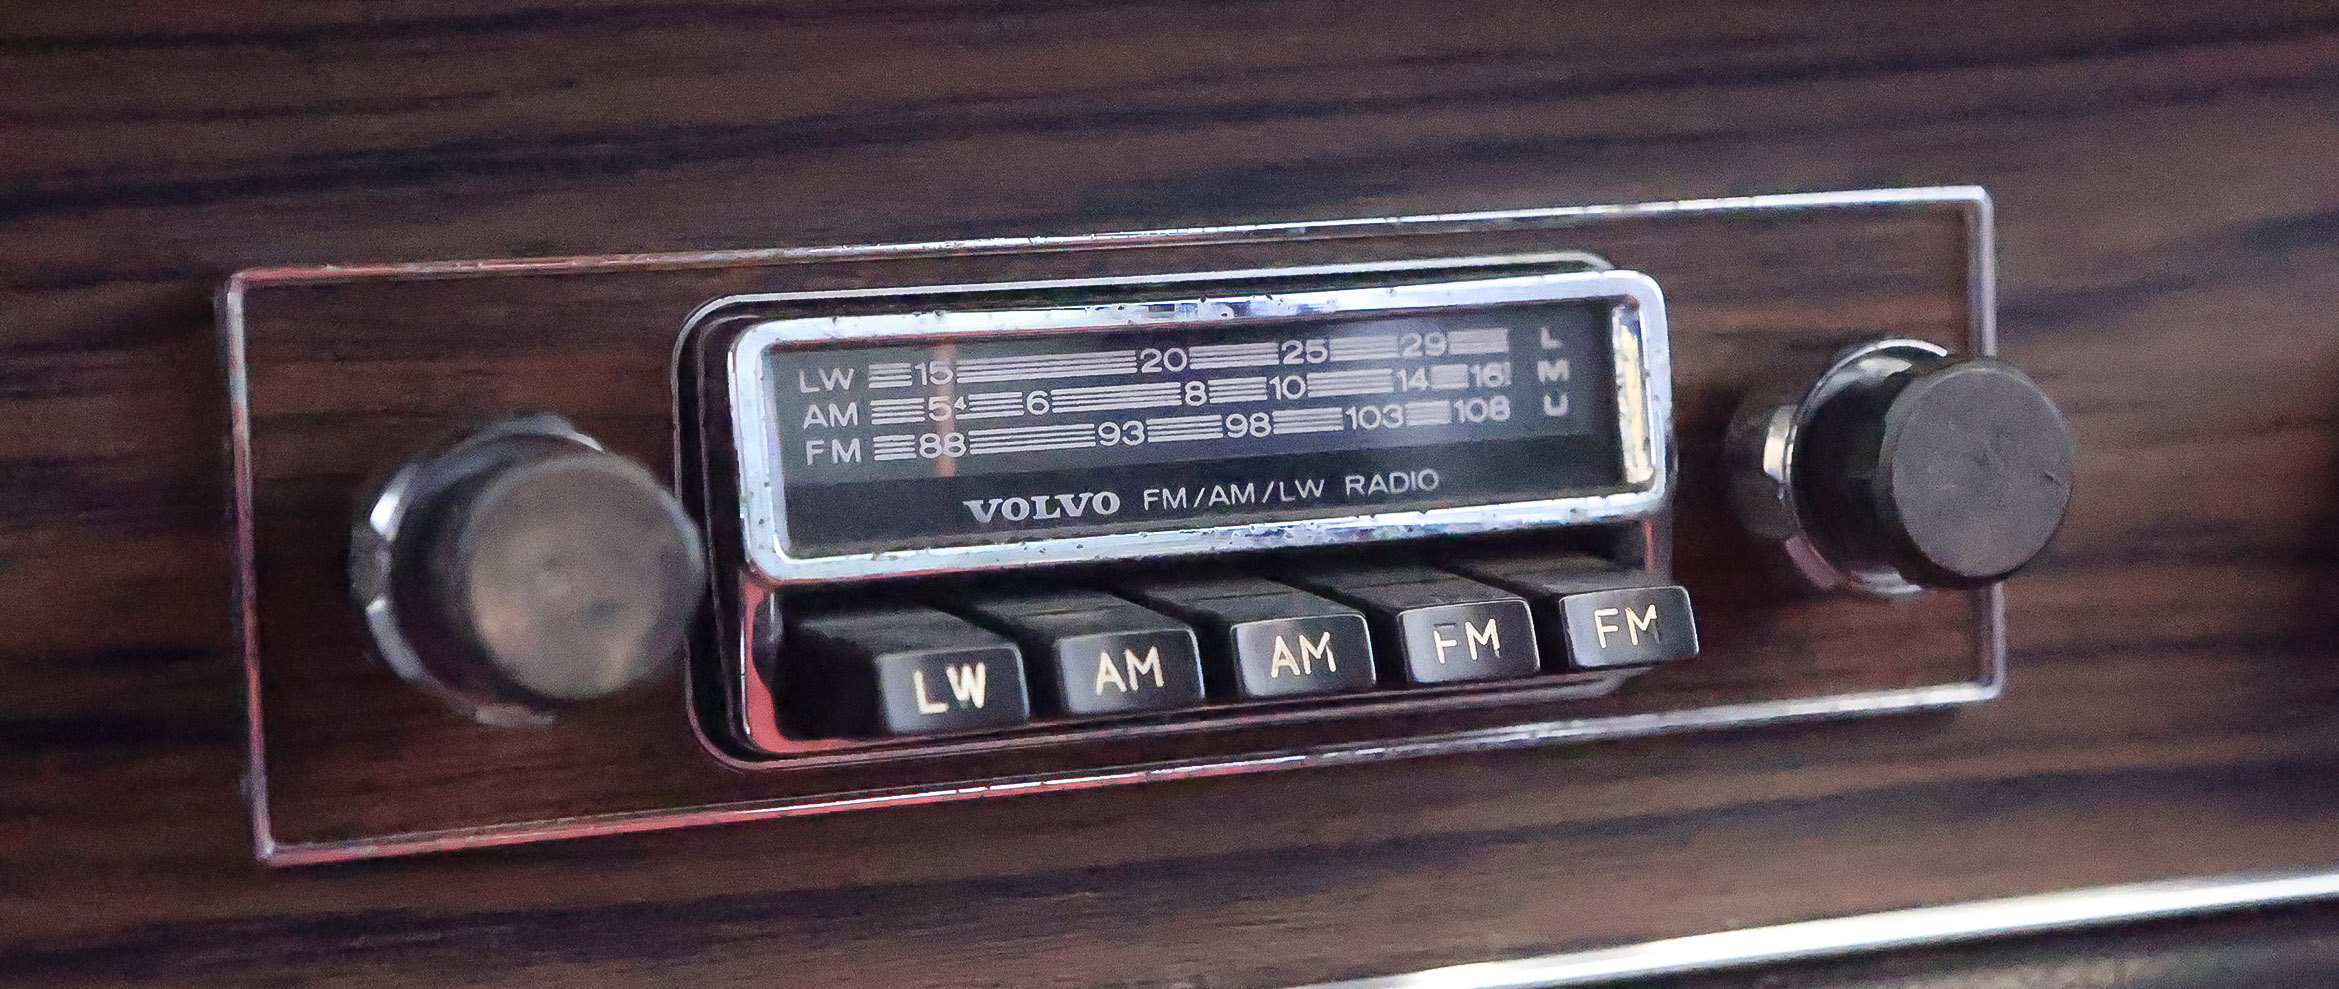 LW 15 20 25 29 L
AM 5⁴ 6 8 10 14 16 M
FM 88 93 98 103 108 U
VOLVO FM/AM/LW RADIO
LW AM AM FM FM